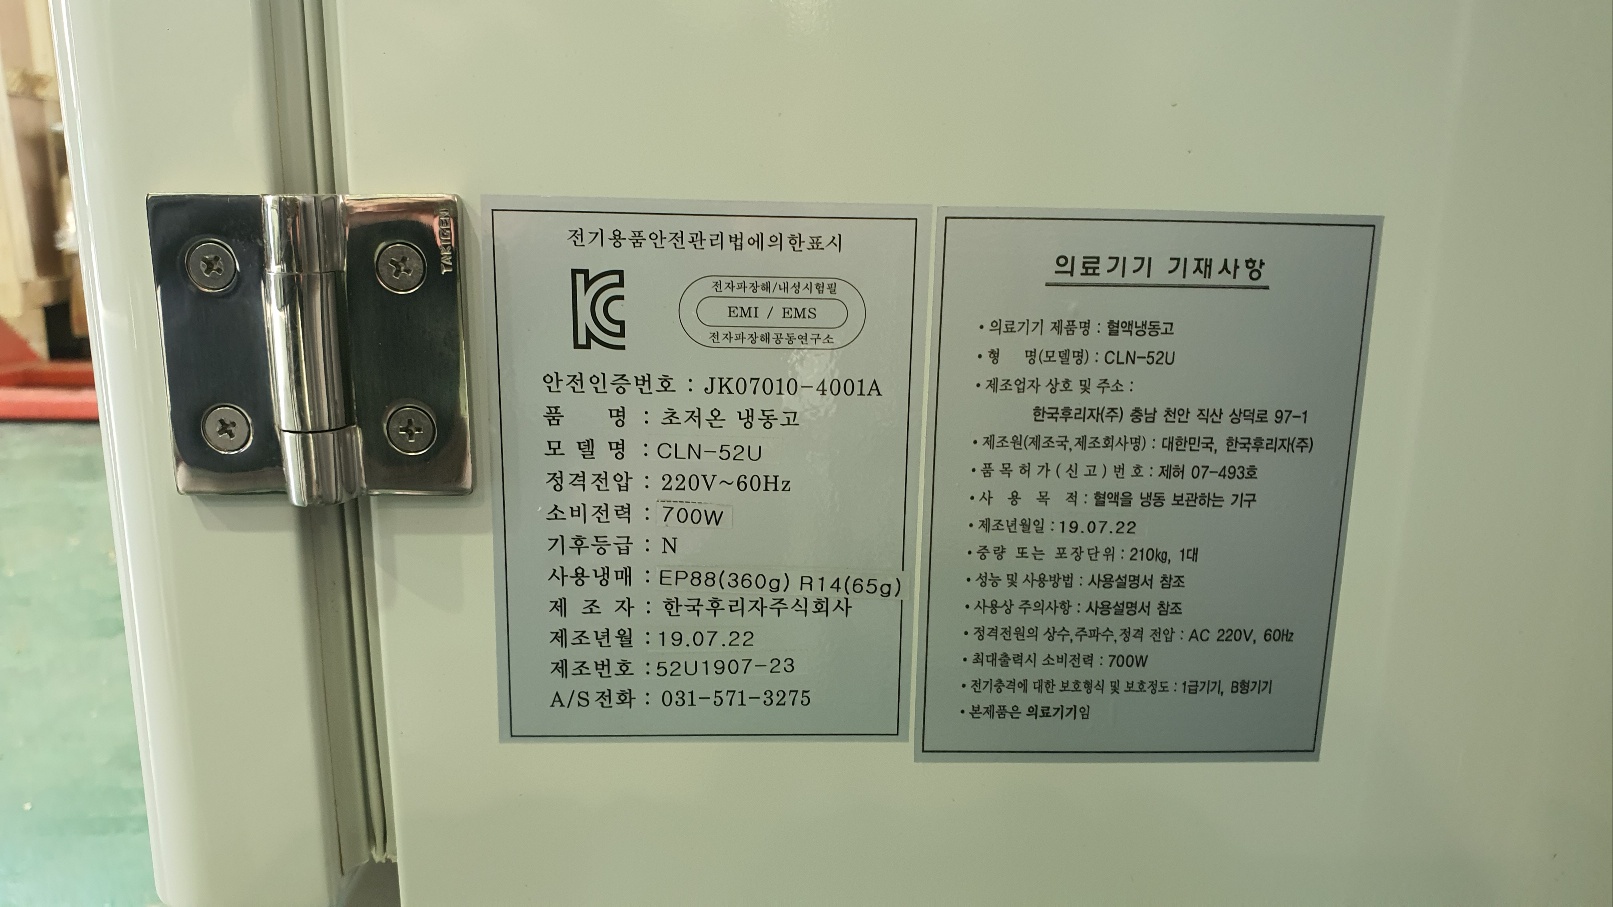 TAKIGEN
전기용품안전관리법에의한표시
전자파장해/내성시험필
EMI / EMS
전자파장해공동연구소
안전인증번호 : JK07010-4001A
품 명 : 초저온 냉동고
모 델 명 : CLN-52U
정격전압 : 220V~60Hz
소비전력 : 700W
기후등급 : N
사용냉매 : EP88(360g) R14(65g)
제 조 자 : 한국후리자주식회사
제조년월 : 19.07.22
제조번호 : 52U1907-23
A/S전화 : 031-571-3275
의료기기 기재사항
• 의료기기 제품명 : 혈액냉동고
• 형 명(모델명) : CLN-52U
• 제조업자 상호 및 주소 :
한국후리자(주) 충남 천안 직산 상덕로 97-1
• 제조원(제조국,제조회사명) : 대한민국, 한국후리자(주)
• 품목허가(신고)번호 : 제허 07-493호
• 사 용 목 적 : 혈액을 냉동 보관하는 기구
• 제조년월일 : 19.07.22
• 중량 또는 포장단위 : 210kg, 1대
• 성능 및 사용방법 : 사용설명서 참조
• 사용상 주의사항 : 사용설명서 참조
• 정격전원의 상수,주파수,정격 전압 : AC 220V, 60Hz
• 최대출력시 소비전력 : 700W
• 전기충격에 대한 보호형식 및 보호정도 : 1급기기, B형기기
• 본제품은 의료기기임